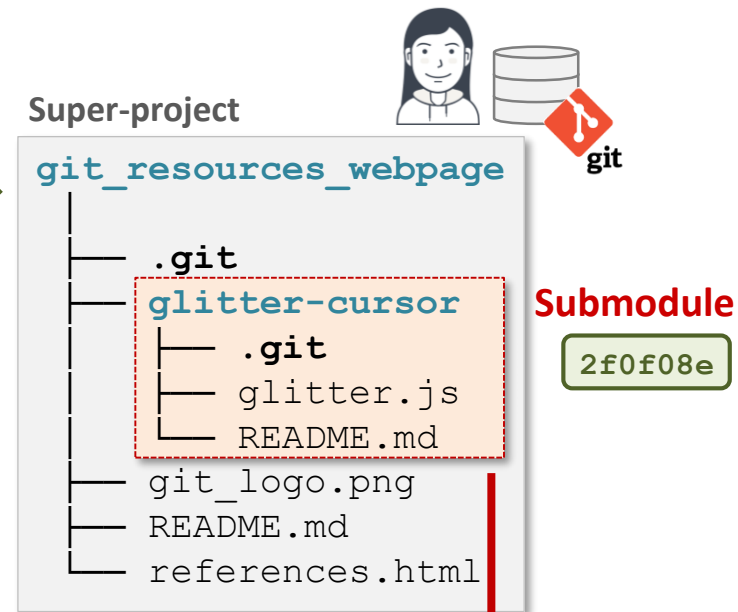 Super-project
git
git_resources_webpage
.git
glitter-cursor
Submodule
.git
2f0f08e
glitter.js
README.md
git_logo.png
README.md
references.html